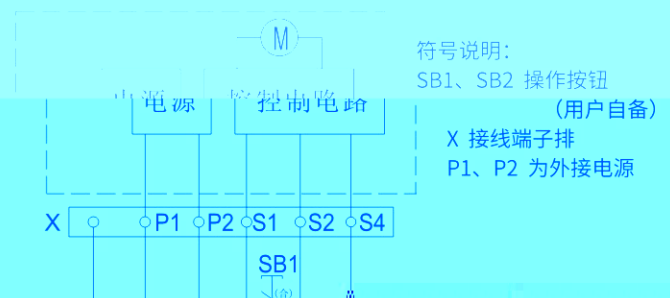 M
符号说明：
SB1、SB2 操作按钮
电源 控制电路
（用户自备）
X 接线端子排
P1、P2 为外接电源
X P1 P2 S1 S2 S4
SB1
(合)